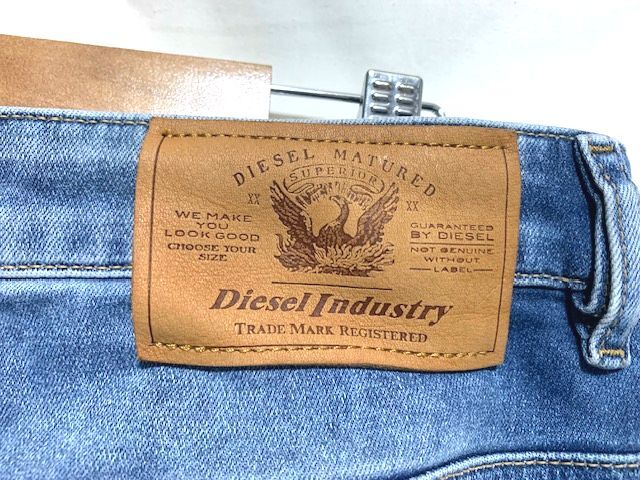 DIESEL MATURED
SUPERIOR
XX XX
WE MAKE
YOU
LOOK GOOD
CHOOSE YOUR
SIZE
GUARANTEED
BY DIESEL
NOT GENUINE
WITHOUT
LABEL
Diesel Industry
TRADE MARK REGISTERED